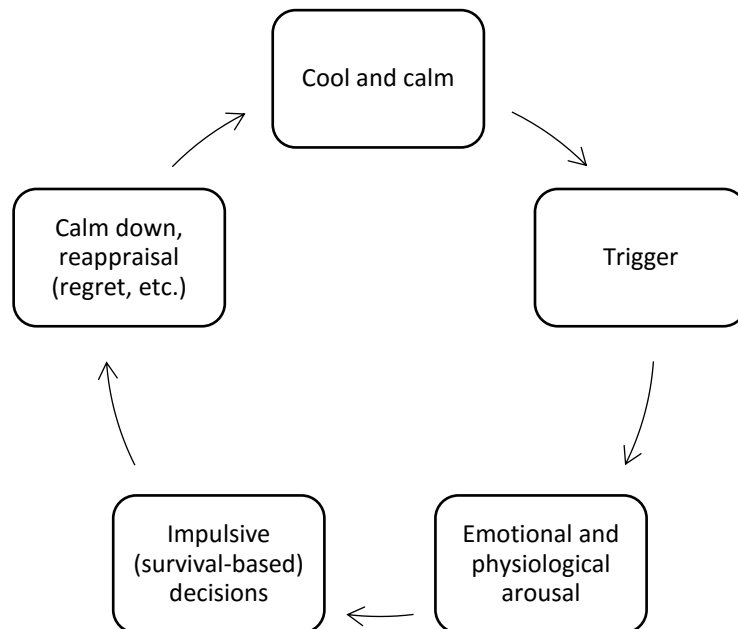 Cool and calm
Trigger
Emotional and
physiological
arousal
Impulsive
(survival-based)
decisions
Calm down,
reappraisal
(regret, etc.)